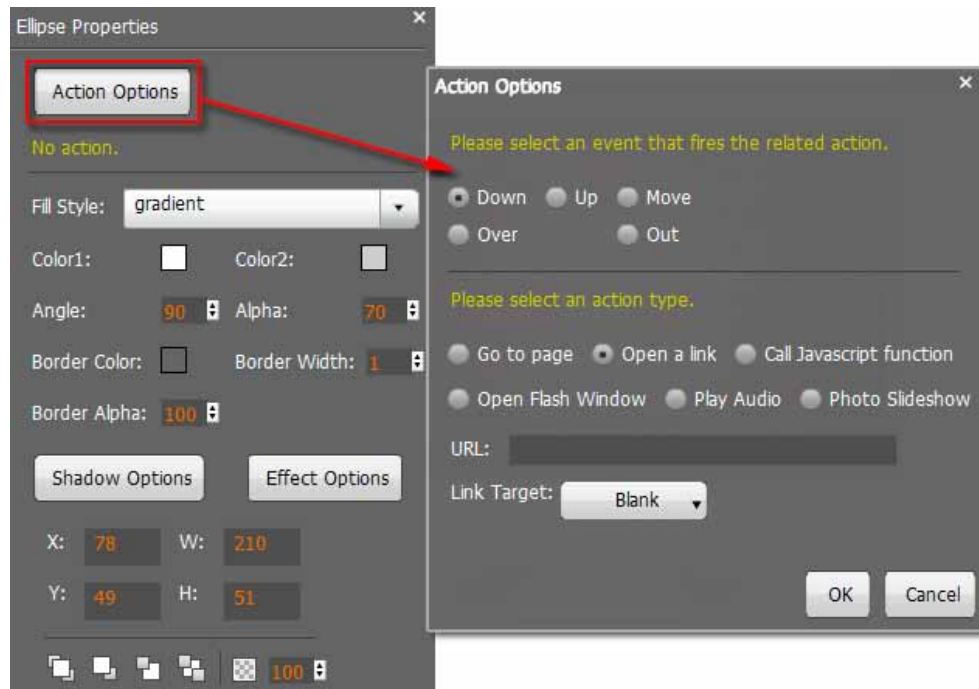 Ellipse Properties
Action Options
No action.
Fill Style: gradient
Color1: Color2:
Angle: 90 Alpha: 70
Border Color: Border Width: 1
Border Alpha: 100
Shadow Options Effect Options
X: 78 W: 210
Y: 49 H: 51
100
Action Options
Please select an event that fires the related action.
Down Up Move
Over Out
Please select an action type.
Go to page Open a link Call Javascript function
Open Flash Window Play Audio Photo Slideshow
URL:
Link Target: Blank
OK Cancel